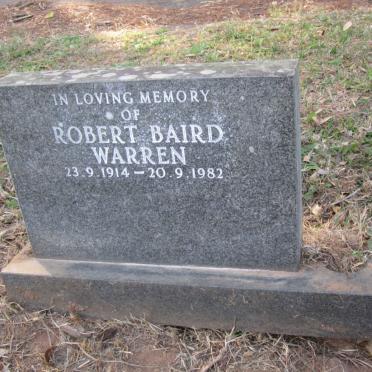 IN LOVING MEMORY
OF
ROBERT BAIRD
WARREN
23.9.1914 – 20.9.1982